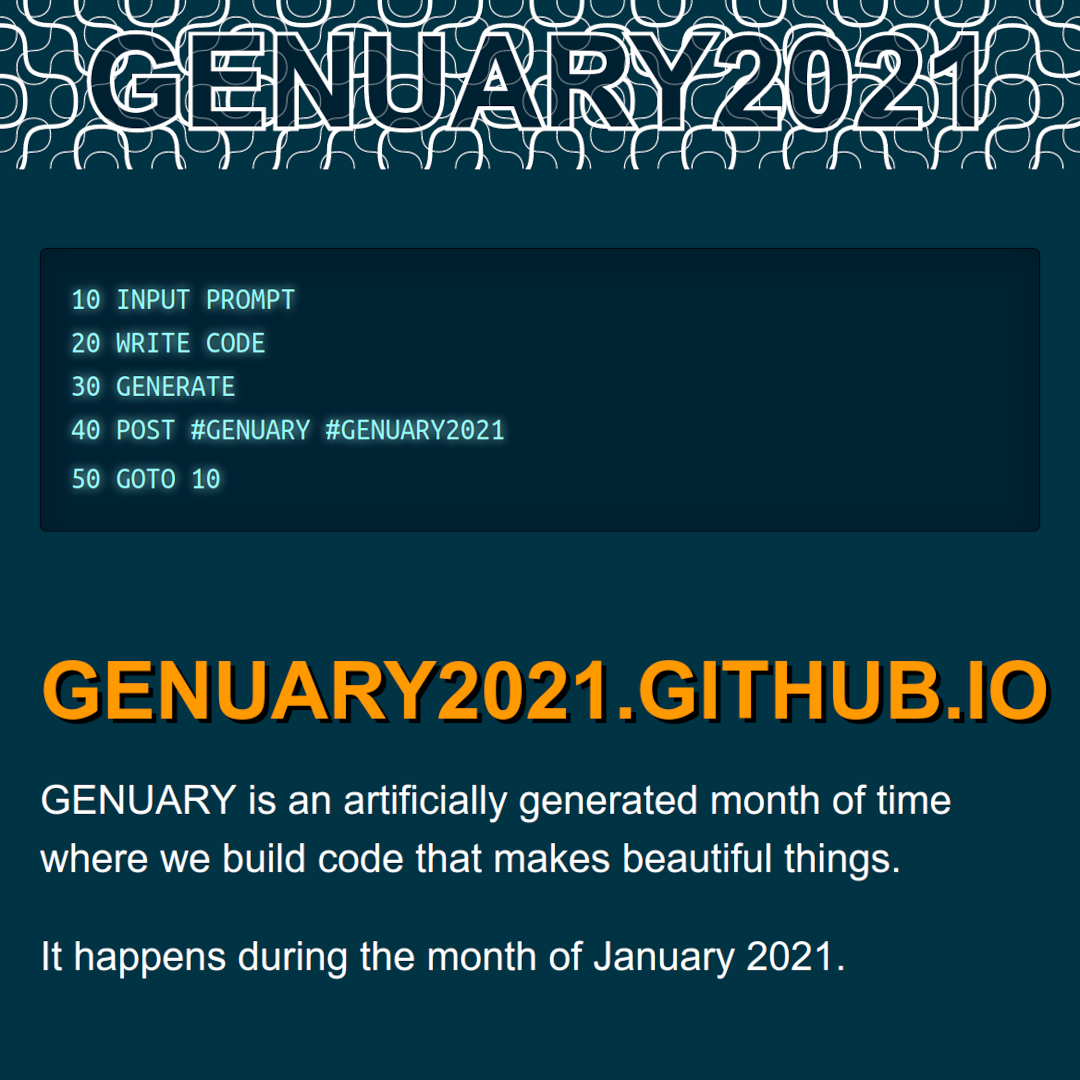 GENUARY2021
10 INPUT PROMPT
20 WRITE CODE
30 GENERATE
40 POST #GENUARY #GENUARY2021
50 GOTO 10
GENUARY2021.GITHUB.IO
GENUARY is an artificially generated month of time
where we build code that makes beautiful things.
It happens during the month of January 2021.